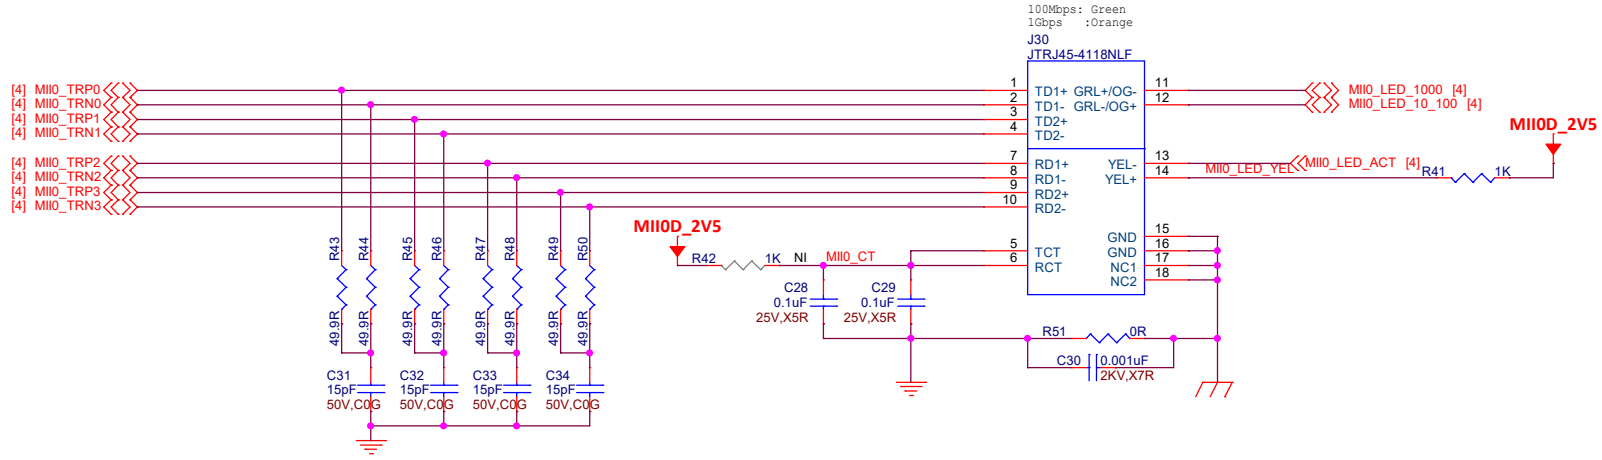 100Mbps: Green
1Gbps :Orange
J30
JTRJ45-4118NLF
[4] MII0_TRP0
[4] MII0_TRN0
[4] MII0_TRP1
[4] MII0_TRN1
[4] MII0_TRP2
[4] MII0_TRN2
[4] MII0_TRP3
[4] MII0_TRN3
1 TD1+ GRL+/OG- 11 MII0_LED_1000 [4]
2 TD1- GRL-/OG+ 12 MII0_LED_10_100 [4]
3 TD2+
4 TD2-
MII0D_2V5
7 RD1+ YEL- 13 MII0_LED_ACT [4]
8 RD1- YEL+ 14 MII0_LED_YEL R41 1K
9 RD2+
10 RD2-
MII0D_2V5
R42 1K NI MII0_CT
5 TCT
6 RCT
GND 15
GND 16
NC1 17
NC2 18
R43
R44
R45
R46
R47
R48
R49
R50
49.9R
49.9R
49.9R
49.9R
49.9R
49.9R
49.9R
49.9R
C28
0.1uF
25V,X5R
C29
0.1uF
25V,X5R
R51 0R
C30 0.001uF
2KV,X7R
C31
15pF
50V,C0G
C32
15pF
50V,C0G
C33
15pF
50V,C0G
C34
15pF
50V,C0G